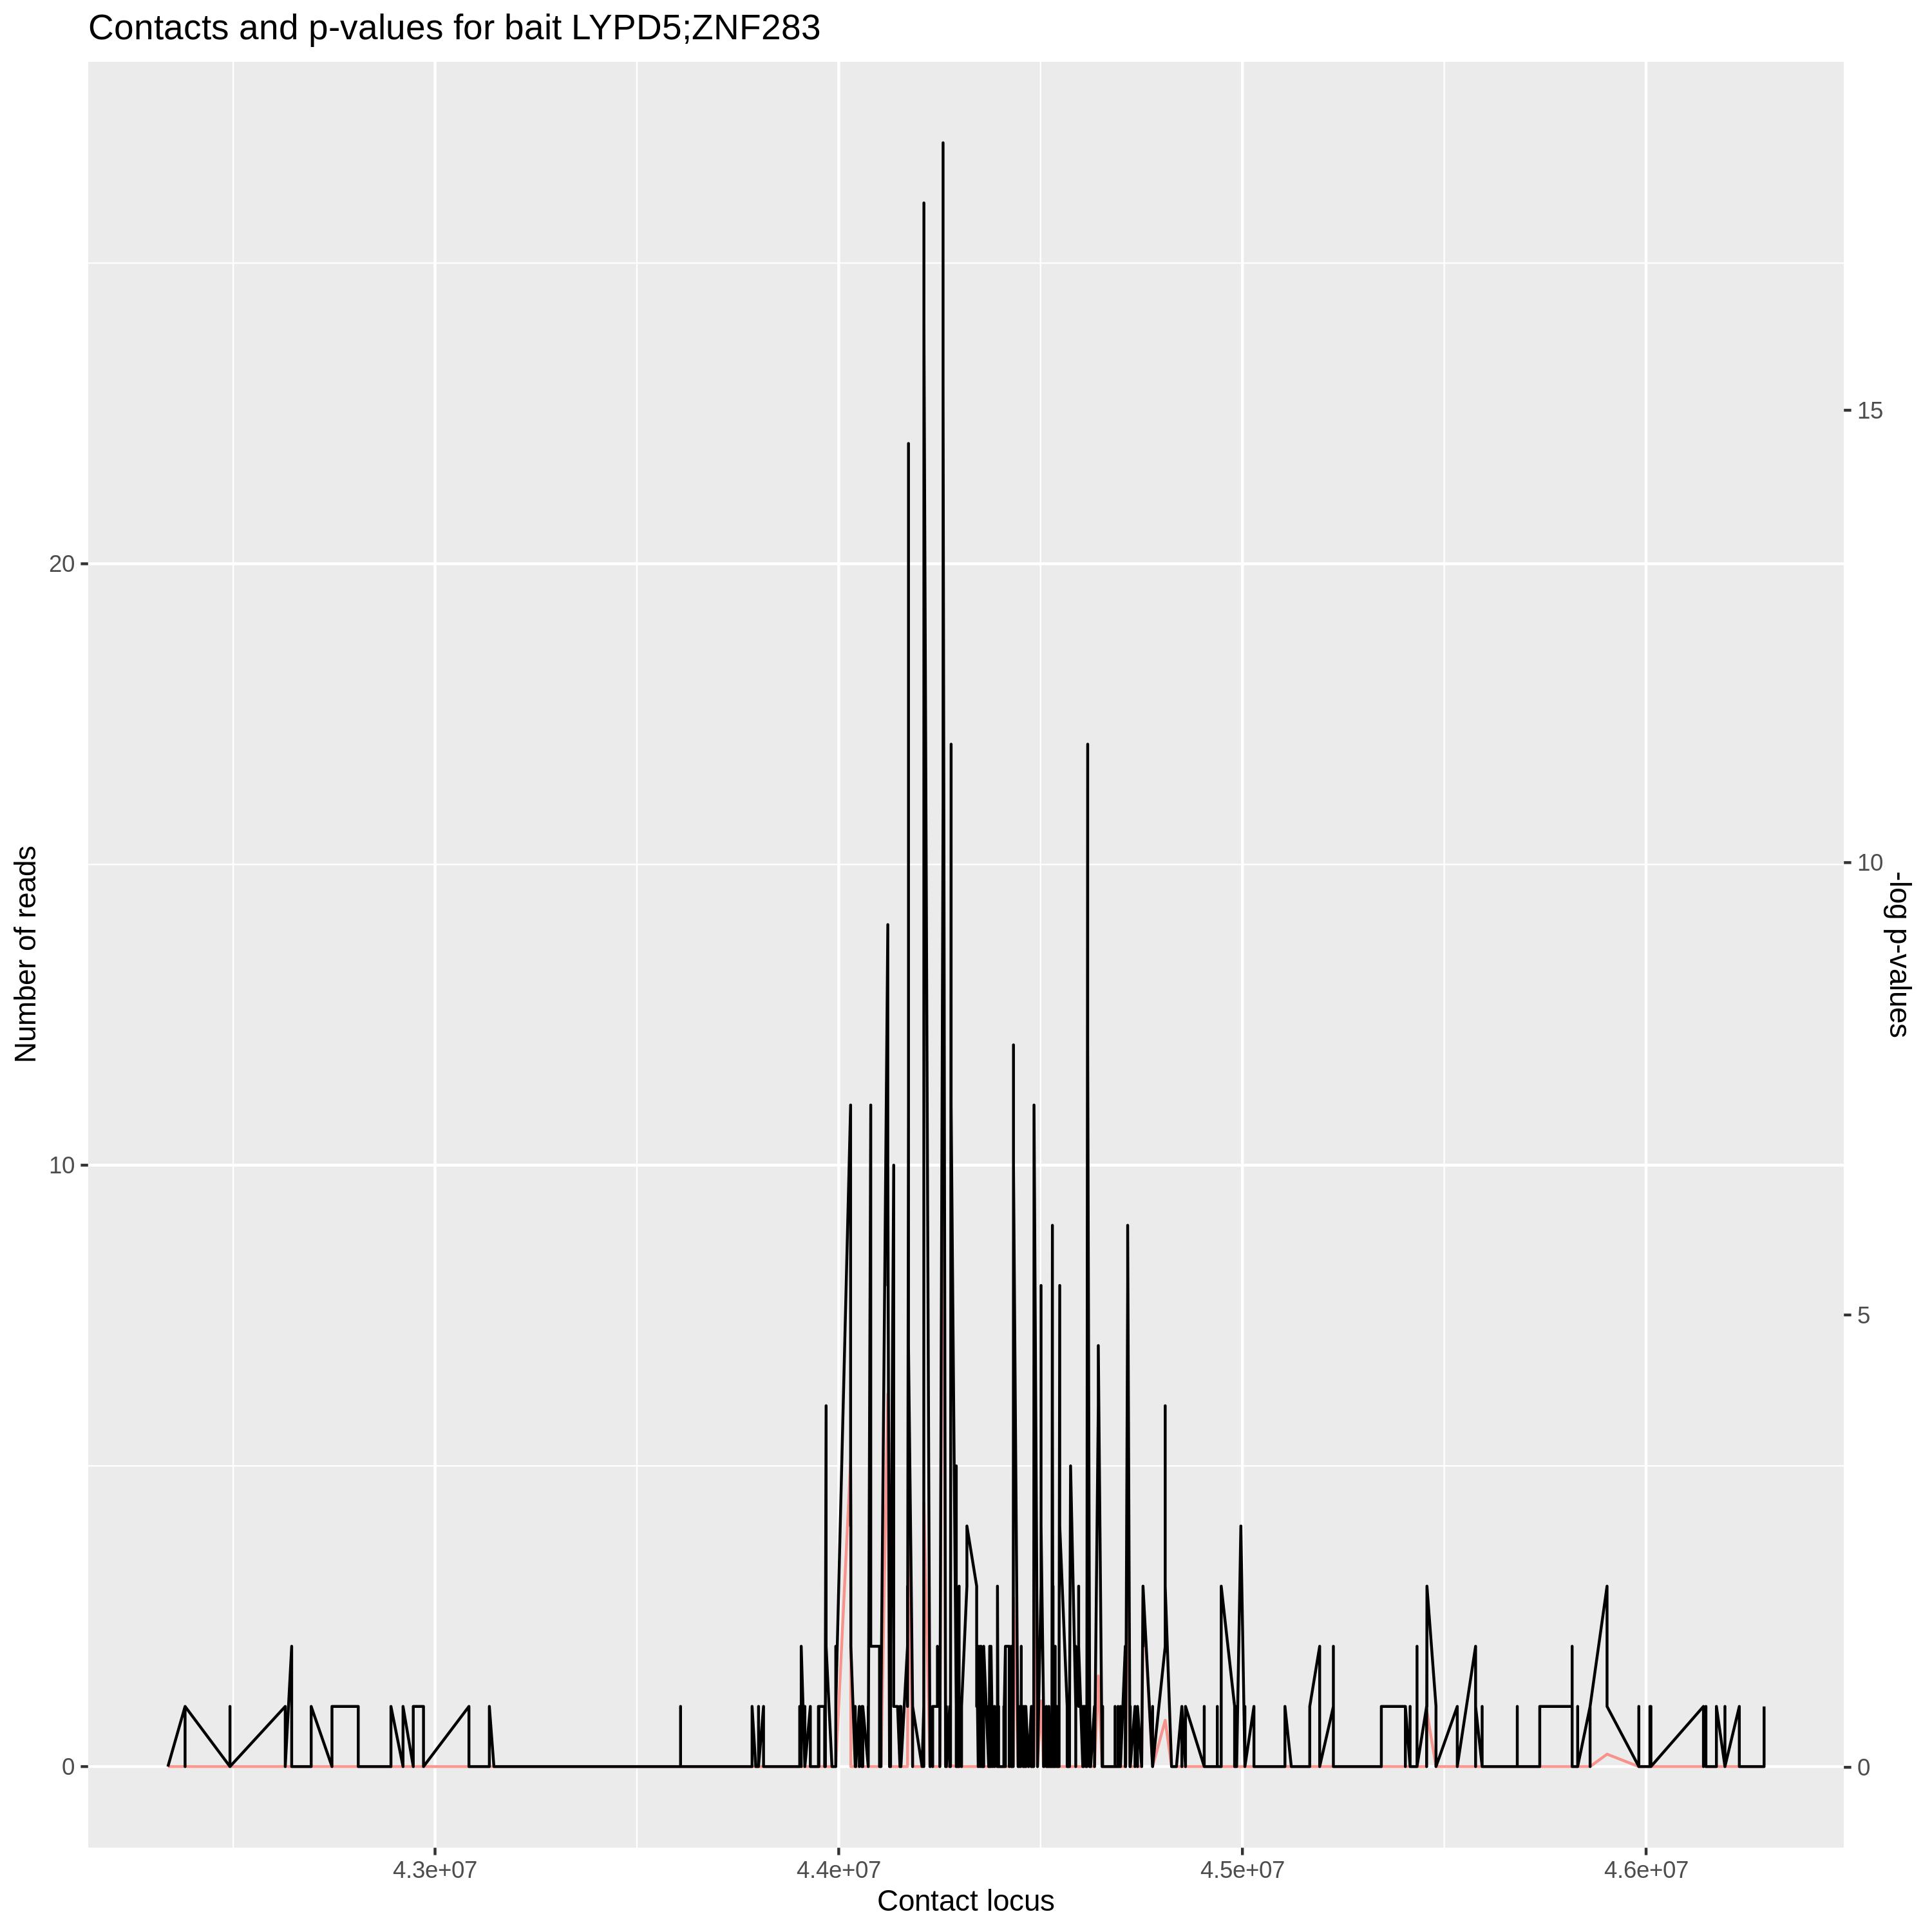 Contacts and p-values for bait LYPD5;ZNF283
20
10
0
Number of reads
15
10
5
0
-log p-values
4.3e+07
4.4e+07
4.5e+07
4.6e+07
Contact locus